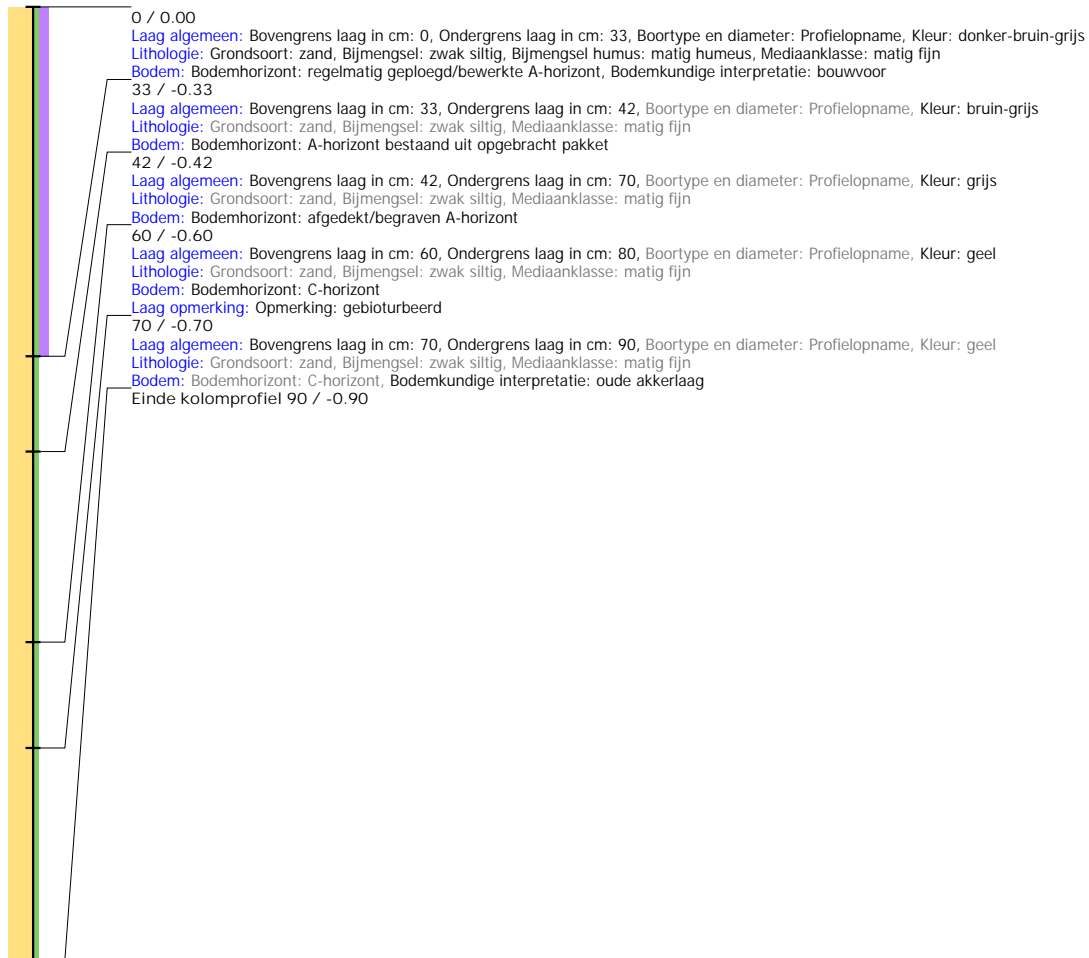 0 / 0.00
Laag algemeen: Bovengrens laag in cm: 0, Ondergrens laag in cm: 33, Boortype en diameter: Profielopname, Kleur: donker-bruin-grijs
Lithologie: Grondsoort: zand, Bijmengsel: zwak siltig, Bijmengsel humus: matig humeus, Mediaanklasse: matig fijn
Bodem: Bodemhorizont: regelmatig geploegd/bewerkte A-horizont, Bodemkundige interpretatie: bouwvoor
33 / -0.33
Laag algemeen: Bovengrens laag in cm: 33, Ondergrens laag in cm: 42, Boortype en diameter: Profielopname, Kleur: bruin-grijs
Lithologie: Grondsoort: zand, Bijmengsel: zwak siltig, Mediaanklasse: matig fijn
Bodem: Bodemhorizont: A-horizont bestaand uit opgebracht pakket
42 / -0.42
Laag algemeen: Bovengrens laag in cm: 42, Ondergrens laag in cm: 70, Boortype en diameter: Profielopname, Kleur: grijs
Lithologie: Grondsoort: zand, Bijmengsel: zwak siltig, Mediaanklasse: matig fijn
Bodem: Bodemhorizont: afgedekt/begraven A-horizont
60 / -0.60
Laag algemeen: Bovengrens laag in cm: 60, Ondergrens laag in cm: 80, Boortype en diameter: Profielopname, Kleur: geel
Lithologie: Grondsoort: zand, Bijmengsel: zwak siltig, Mediaanklasse: matig fijn
Bodem: Bodemhorizont: C-horizont
Laag opmerking: Opmerking: gebioturbeerd
70 / -0.70
Laag algemeen: Bovengrens laag in cm: 70, Ondergrens laag in cm: 90, Boortype en diameter: Profielopname, Kleur: geel
Lithologie: Grondsoort: zand, Bijmengsel: zwak siltig, Mediaanklasse: matig fijn
Bodem: Bodemhorizont: C-horizont, Bodemkundige interpretatie: oude akkerlaag
Einde kolomprofiel 90 / -0.90